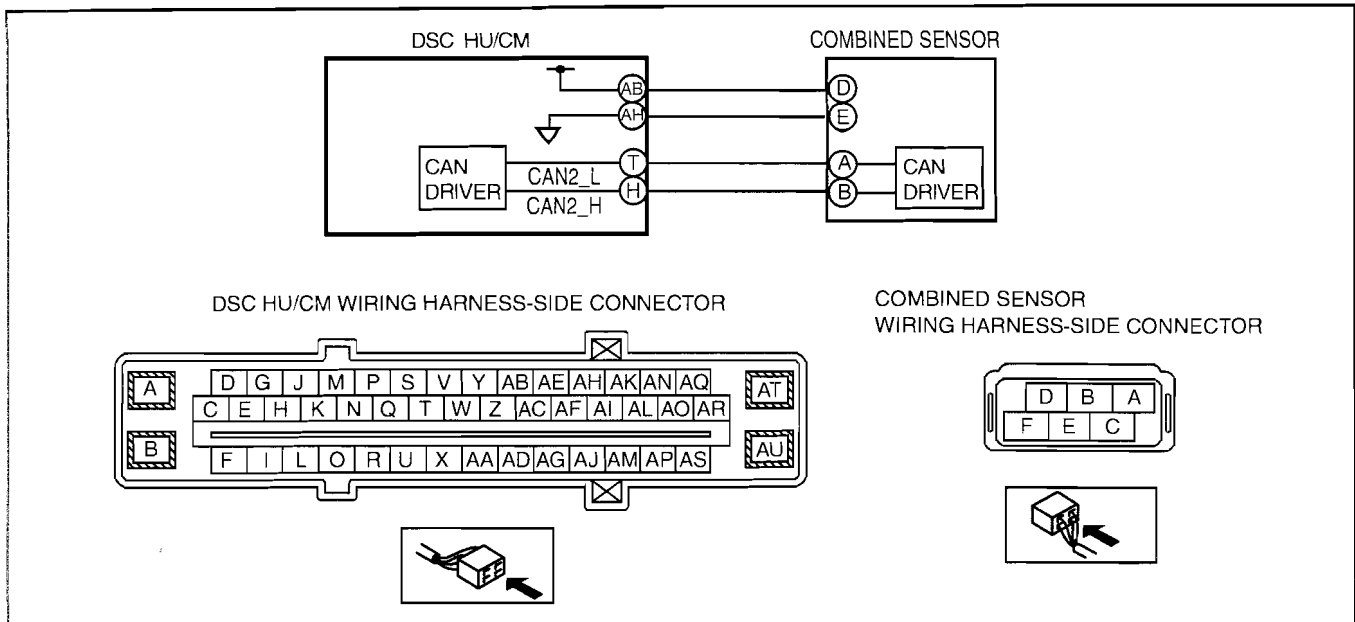 DSC HU/CM
COMBINED SENSOR
AB
D
AH
E
CAN DRIVER
CAN2_L
T
A
CAN DRIVER
CAN2_H
H
B
DSC HU/CM WIRING HARNESS-SIDE CONNECTOR
COMBINED SENSOR
WIRING HARNESS-SIDE CONNECTOR
A
D G J M P S V Y AB AE AH AK AN AQ
AT
C E H K N Q T W Z AC AF AI AL AO AR
B
F I L O R U X AA AD AG AJ AM AP AS
AU
D B A
F E C